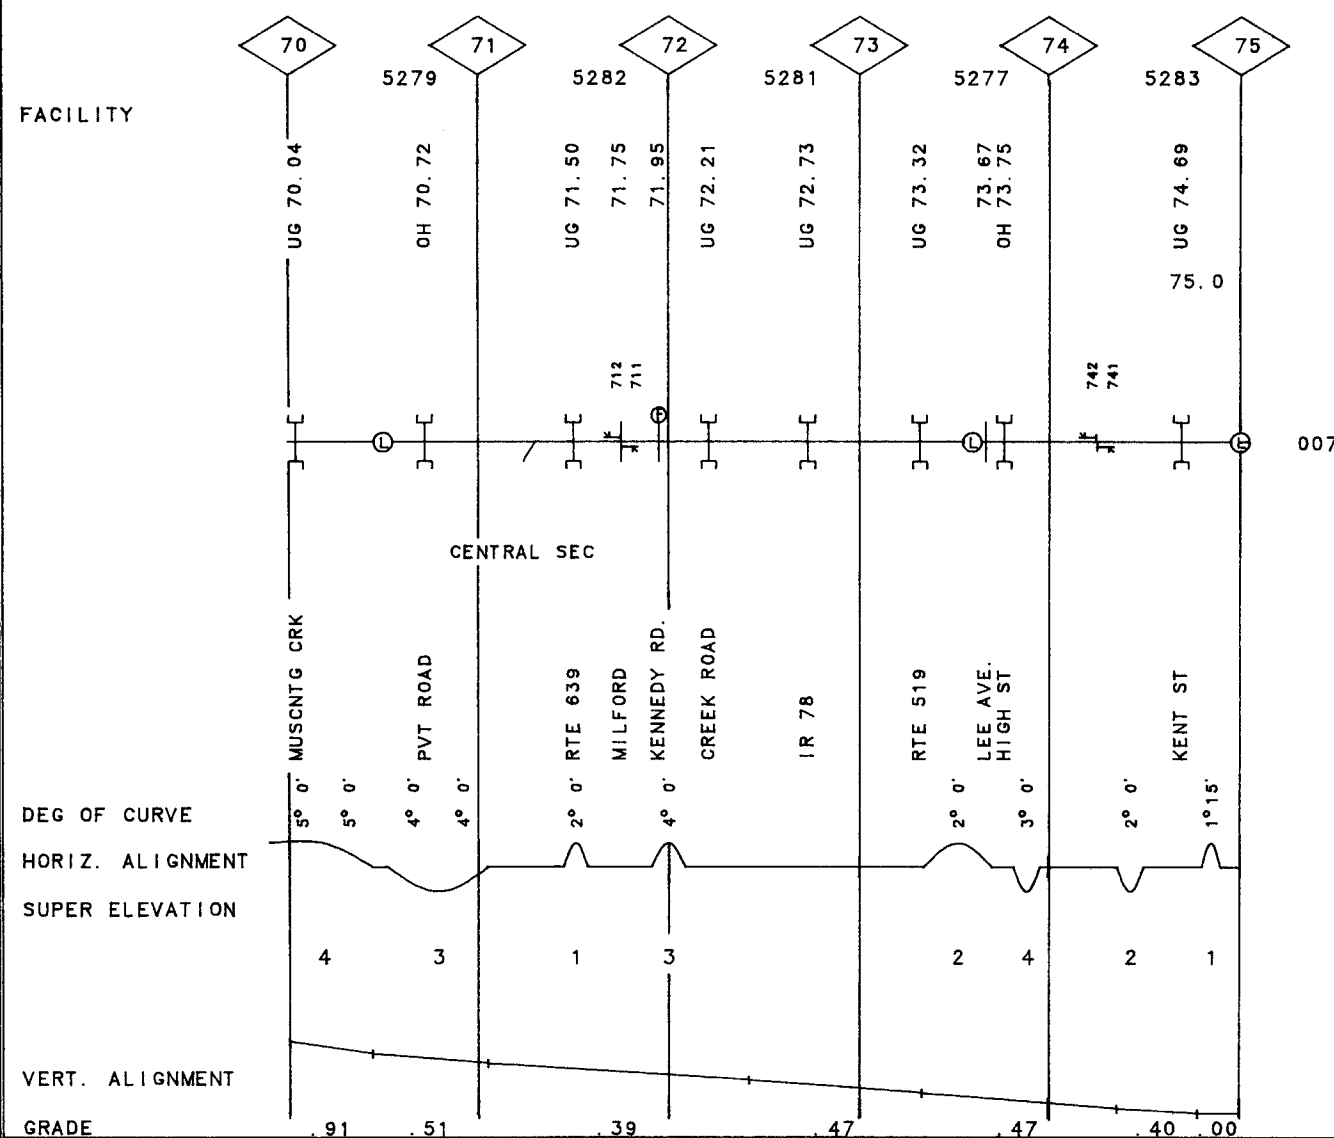 70 71 72 73 74 75
5279 5282 5281 5277 5283
FACILITY
UG 70.04
OH 70.72
UG 71.50
71.75
71.95
UG 72.21
UG 72.73
UG 73.32
73.67
OH 73.75
UG 74.69
75.0
712
711
742
741
L
L
007
CENTRAL SEC
MUSCNTG CRK
PVT ROAD
RTE 639
MILFORD
KENNEDY RD.
CREEK ROAD
IR 78
RTE 519
LEE AVE.
HIGH ST
KENT ST
DEG OF CURVE
5° 0' 5° 0' 4° 0' 4° 0' 2° 0' 4° 0' 2° 0' 3° 0' 2° 0' 1°15'
HORIZ. ALIGNMENT
SUPER ELEVATION
4 3 1 3 2 4 2 1
VERT. ALIGNMENT
GRADE .91 .51 .39 .47 .47 .40 .00